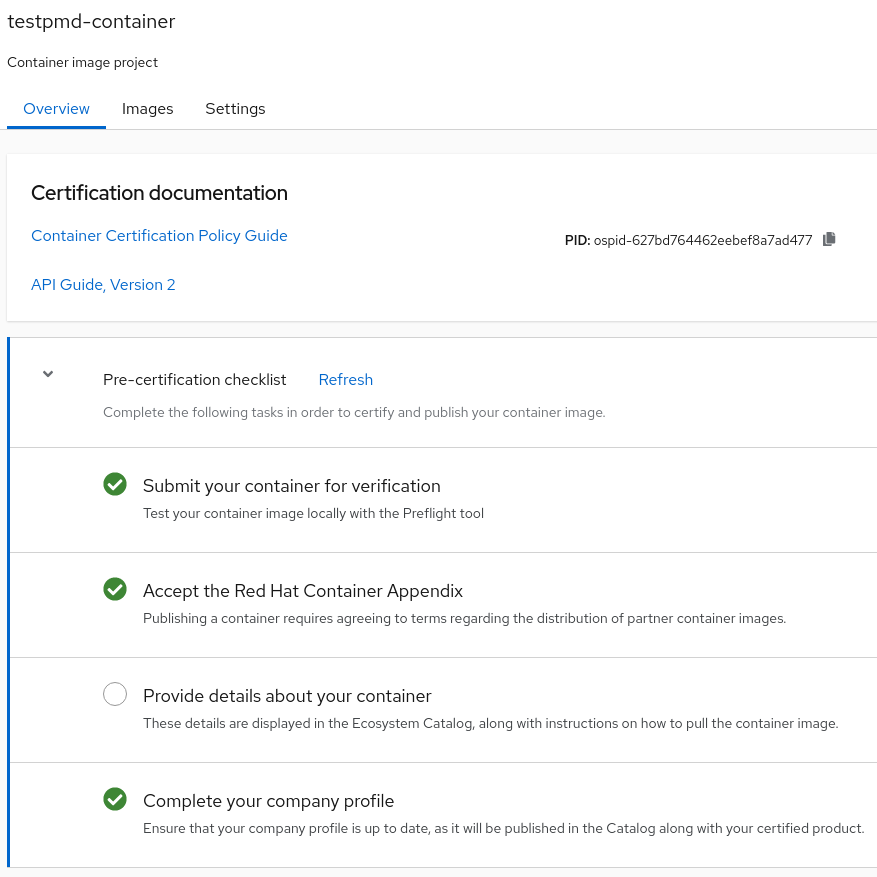 testpmd-container
Container image project
Overview Images Settings
Certification documentation
Container Certification Policy Guide
PID: ospid-627bd764462eebef8a7ad477
API Guide, Version 2
Pre-certification checklist Refresh
Complete the following tasks in order to certify and publish your container image.
Submit your container for verification
Test your container image locally with the Preflight tool
Accept the Red Hat Container Appendix
Publishing a container requires agreeing to terms regarding the distribution of partner container images.
Provide details about your container
These details are displayed in the Ecosystem Catalog, along with instructions on how to pull the container image.
Complete your company profile
Ensure that your company profile is up to date, as it will be published in the Catalog along with your certified product.